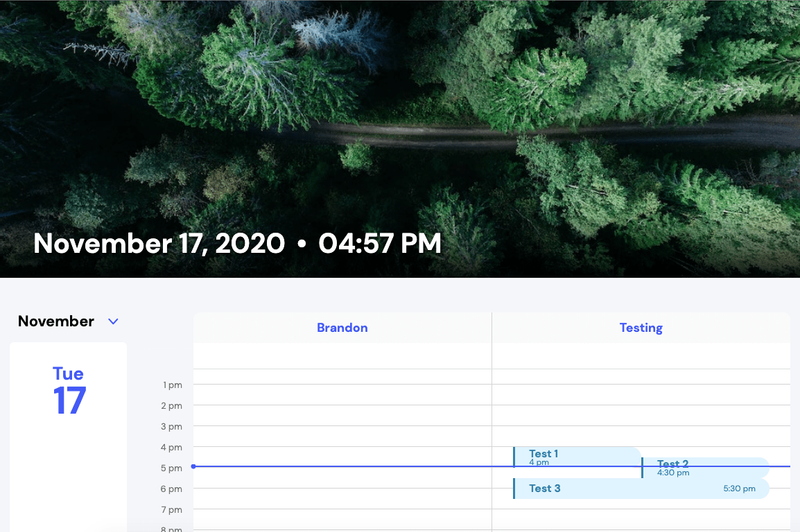 November 17, 2020 • 04:57 PM
November
Brandon
Testing
Tue
17
1 pm
2 pm
3 pm
4 pm
Test 1
4 pm
Test 2
4:30 pm
5 pm
Test 3
5:30 pm
6 pm
7 pm
8 pm